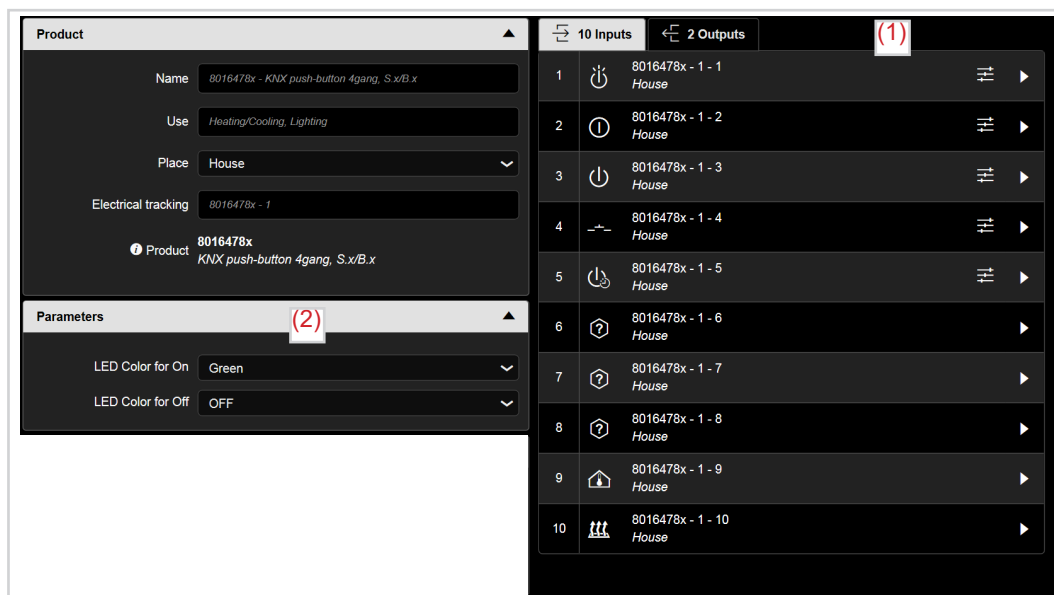 Product
Name 8016478x - KNX push-button 4gang, S.x/B.x
Use Heating/Cooling, Lighting
Place House
Electrical tracking 8016478x - 1
Product 8016478x
KNX push-button 4gang, S.x/B.x
Parameters
(2)
LED Color for On Green
LED Color for Off OFF
10 Inputs 2 Outputs
(1)
1 8016478x - 1 - 1
House
2 8016478x - 1 - 2
House
3 8016478x - 1 - 3
House
4 8016478x - 1 - 4
House
5 8016478x - 1 - 5
House
6 8016478x - 1 - 6
House
7 8016478x - 1 - 7
House
8 8016478x - 1 - 8
House
9 8016478x - 1 - 9
House
10 8016478x - 1 - 10
House